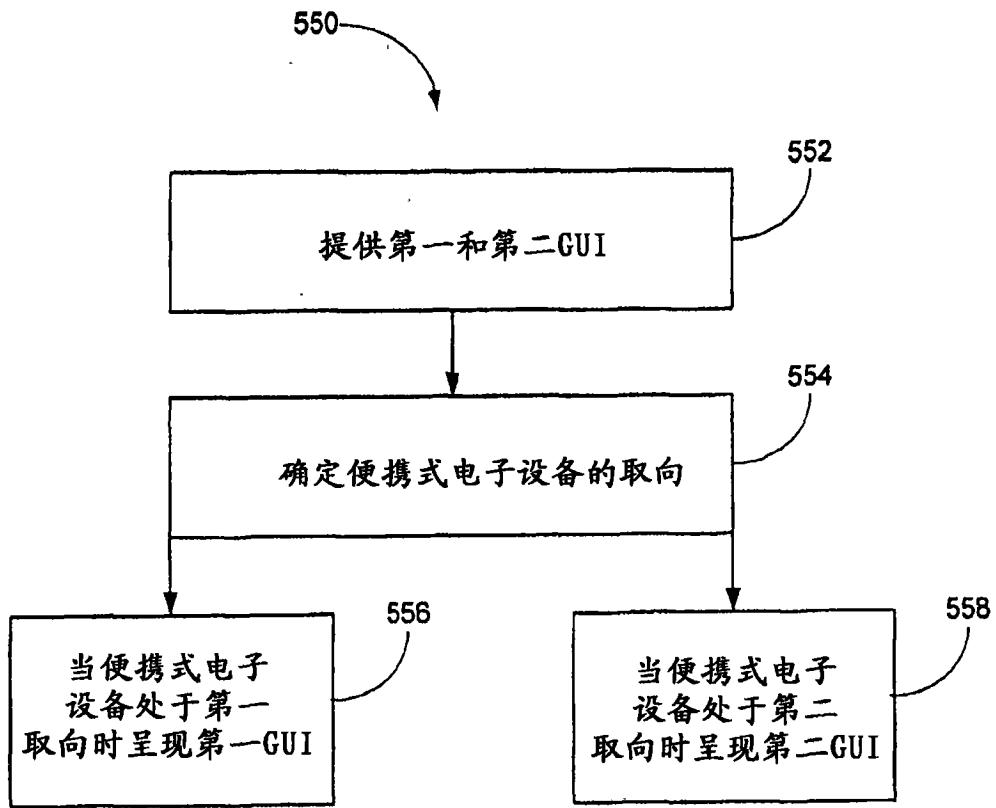 550
552
提供第一和第二GUI
554
确定便携式电子设备的取向
556
当便携式电子
设备处于第一
取向时呈现第一GUI
558
当便携式电子
设备处于第二
取向时呈现第二GUI